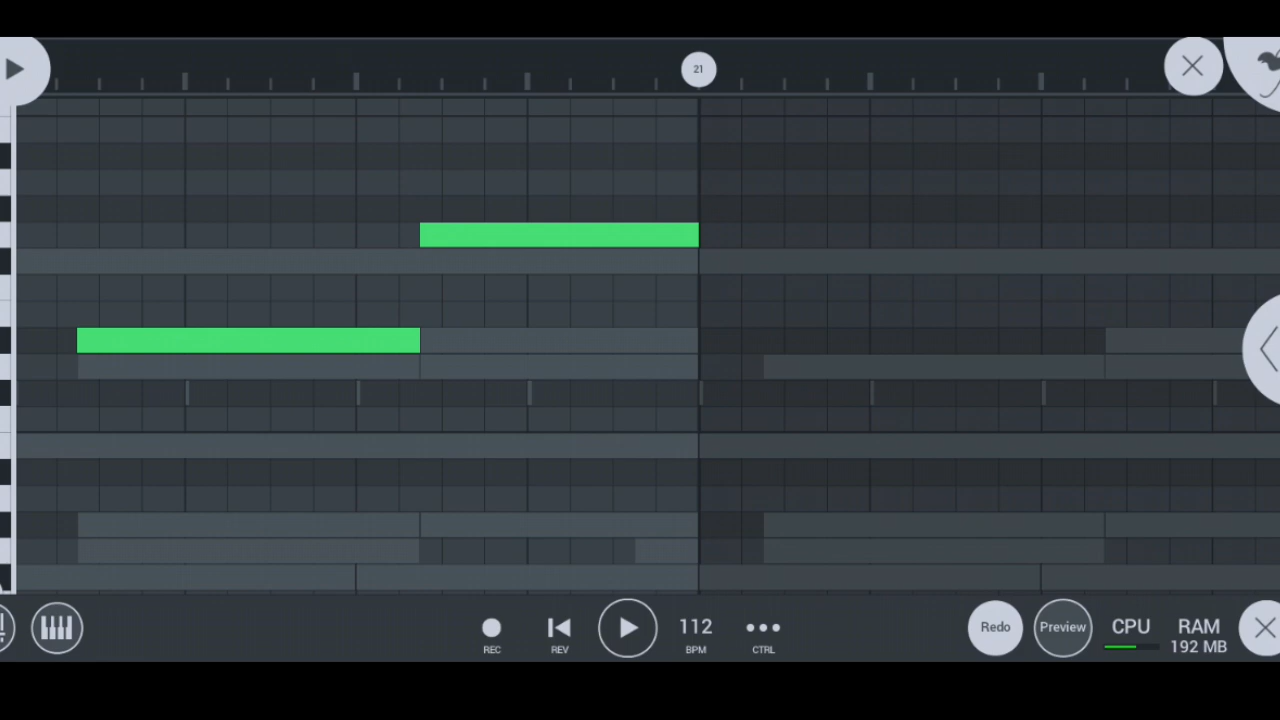 21
112
REC
REV
BPM
CTRL
Redo
Preview
CPU
RAM
192 MB